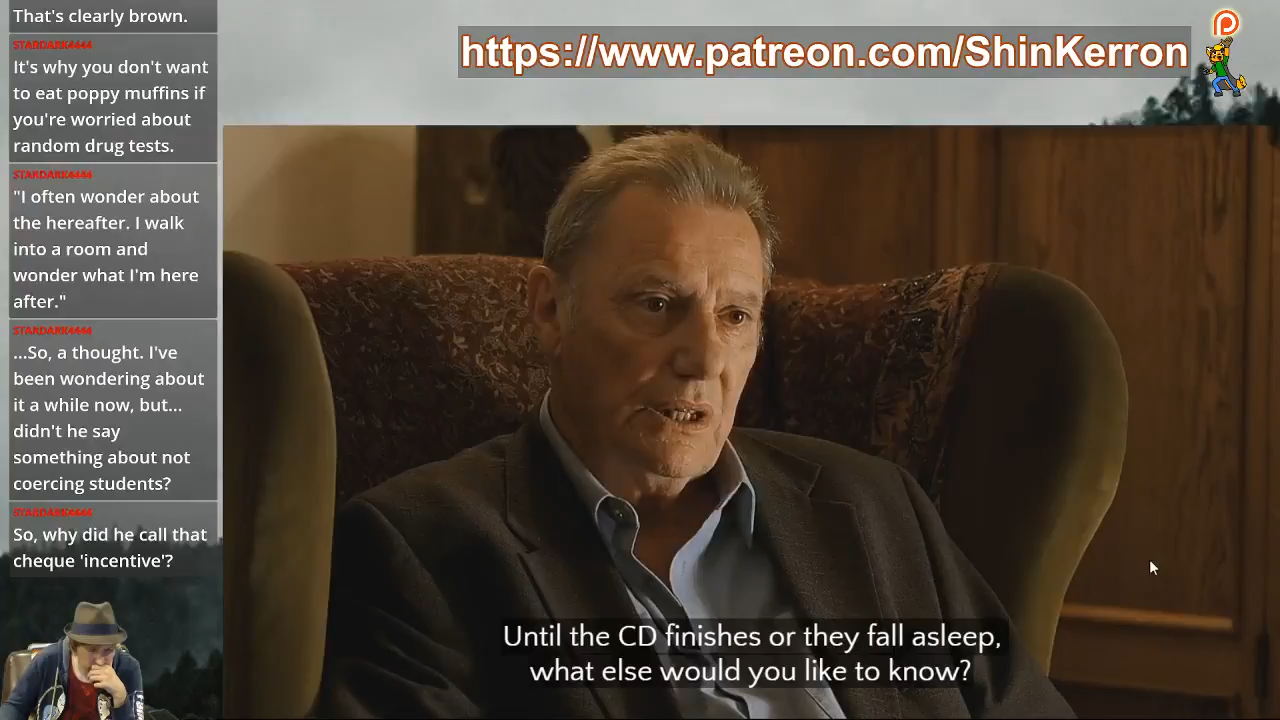 That's clearly brown.
STARDARK4444
It's why you don't want
to eat poppy muffins if
you're worried about
random drug tests.
STARDARK4444
"I often wonder about
the hereafter. I walk
into a room and
wonder what I'm here
after."
STARDARK4444
...So, a thought. I've
been wondering about
it a while now, but...
didn't he say
something about not
coercing students?
STARDARK4444
So, why did he call that
cheque 'incentive'?
https://www.patreon.com/ShinKerron
Until the CD finishes or they fall asleep,
what else would you like to know?